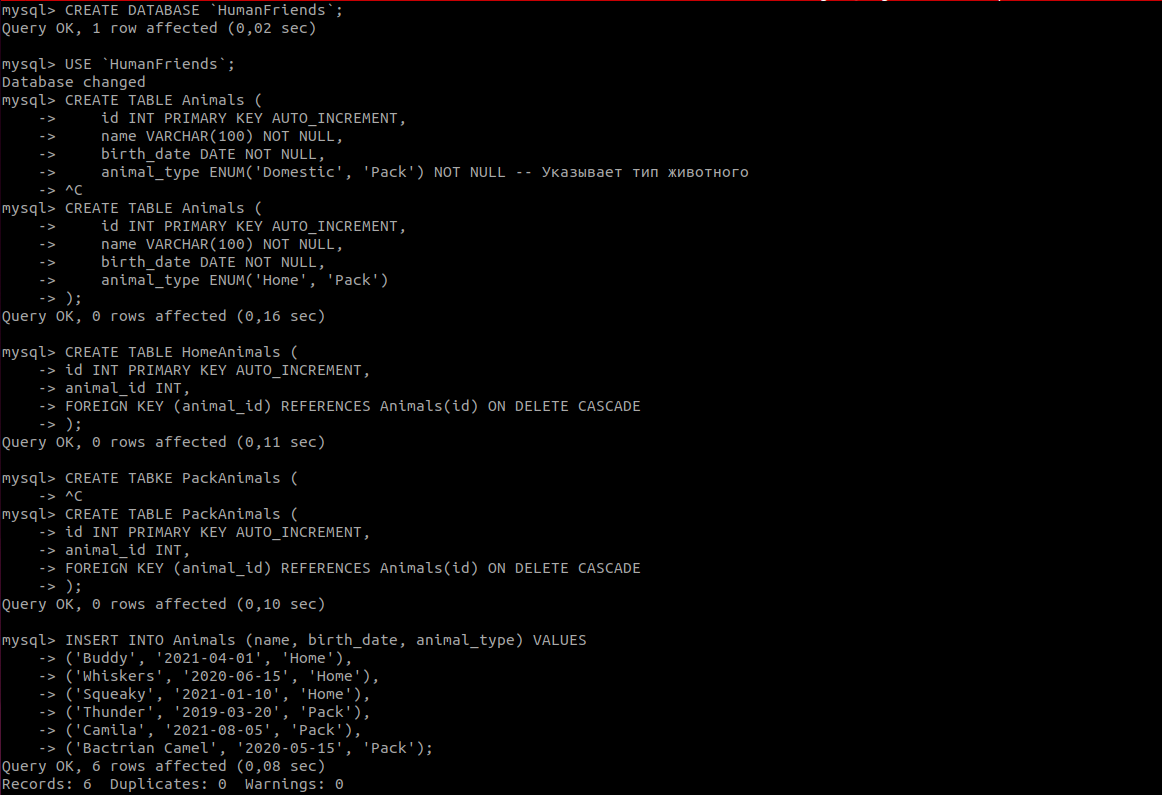 mysql> CREATE DATABASE `HumanFriends`;
Query OK, 1 row affected (0,02 sec)

mysql> USE `HumanFriends`;
Database changed
mysql> CREATE TABLE Animals (
    ->     id INT PRIMARY KEY AUTO_INCREMENT,
    ->     name VARCHAR(100) NOT NULL,
    ->     birth_date DATE NOT NULL,
    ->     animal_type ENUM('Domestic', 'Pack') NOT NULL -- Указывает тип животного
    -> ^C
mysql> CREATE TABLE Animals (
    ->     id INT PRIMARY KEY AUTO_INCREMENT,
    ->     name VARCHAR(100) NOT NULL,
    ->     birth_date DATE NOT NULL,
    ->     animal_type ENUM('Home', 'Pack')
    -> );
Query OK, 0 rows affected (0,16 sec)

mysql> CREATE TABLE HomeAnimals (
    -> id INT PRIMARY KEY AUTO_INCREMENT,
    -> animal_id INT,
    -> FOREIGN KEY (animal_id) REFERENCES Animals(id) ON DELETE CASCADE
    -> );
Query OK, 0 rows affected (0,11 sec)

mysql> CREATE TABKE PackAnimals (
    -> ^C
mysql> CREATE TABLE PackAnimals (
    -> id INT PRIMARY KEY AUTO_INCREMENT,
    -> animal_id INT,
    -> FOREIGN KEY (animal_id) REFERENCES Animals(id) ON DELETE CASCADE
    -> );
Query OK, 0 rows affected (0,10 sec)

mysql> INSERT INTO Animals (name, birth_date, animal_type) VALUES
    -> ('Buddy', '2021-04-01', 'Home'),
    -> ('Whiskers', '2020-06-15', 'Home'),
    -> ('Squeaky', '2021-01-10', 'Home'),
    -> ('Thunder', '2019-03-20', 'Pack'),
    -> ('Camila', '2021-08-05', 'Pack'),
    -> ('Bactrian Camel', '2020-05-15', 'Pack');
Query OK, 6 rows affected (0,08 sec)
Records: 6  Duplicates: 0  Warnings: 0